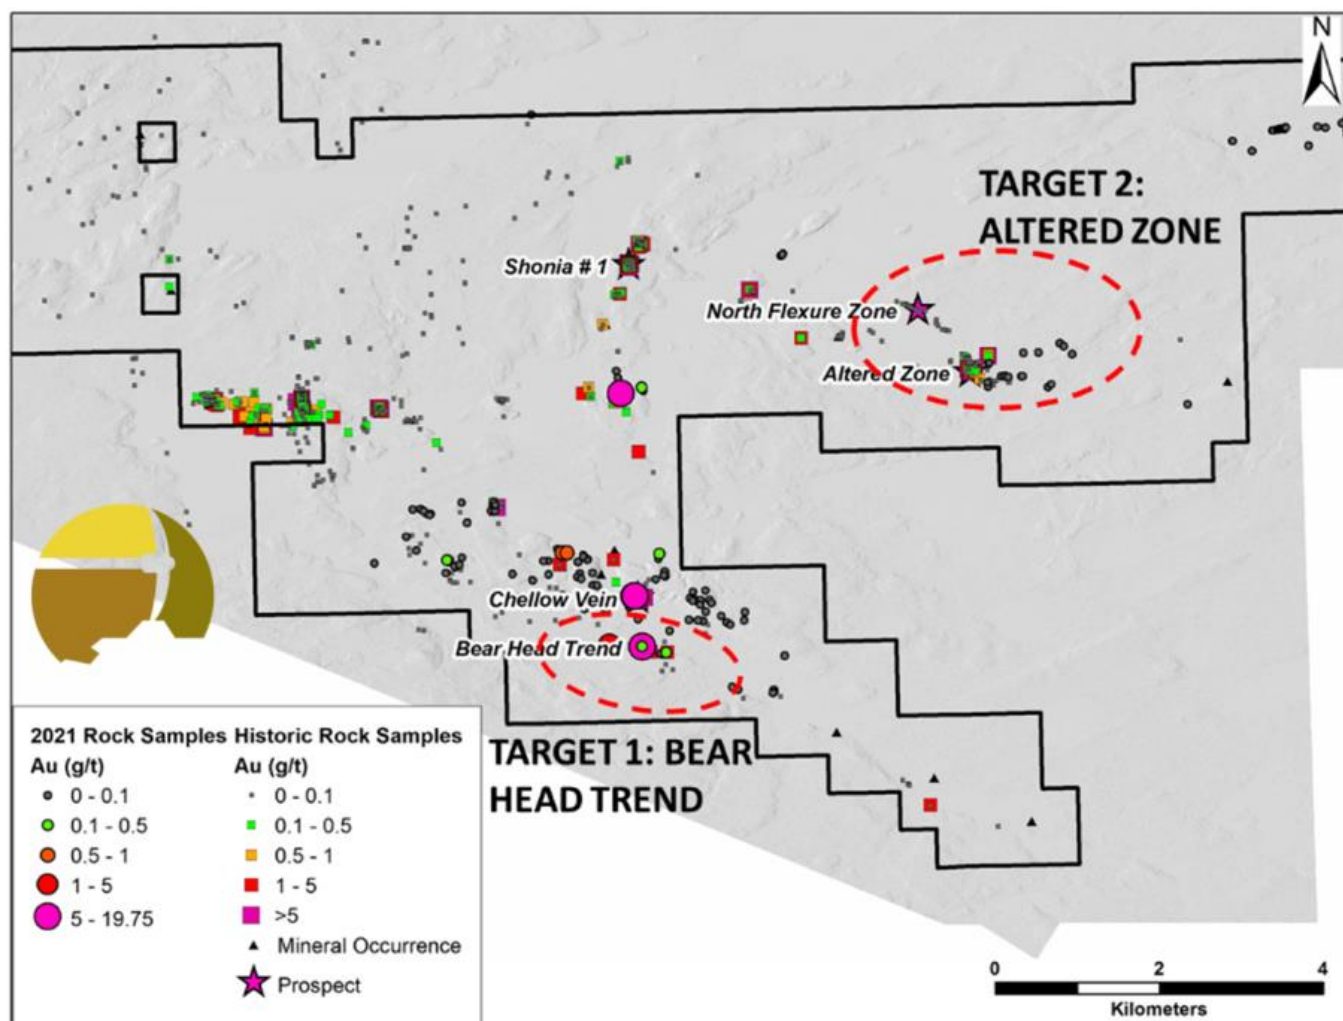 N
TARGET 2:
ALTERED ZONE
Shonia # 1
North Flexure Zone
Altered Zone
Chellow Vein
Bear Head Trend
TARGET 1: BEAR
HEAD TREND
2021 Rock Samples Historic Rock Samples
Au (g/t) Au (g/t)
0 - 0.1 0 - 0.1
0.1 - 0.5 0.1 - 0.5
0.5 - 1 0.5 - 1
1 - 5 1 - 5
5 - 19.75 >5
Mineral Occurrence
Prospect
0 2 4
Kilometers